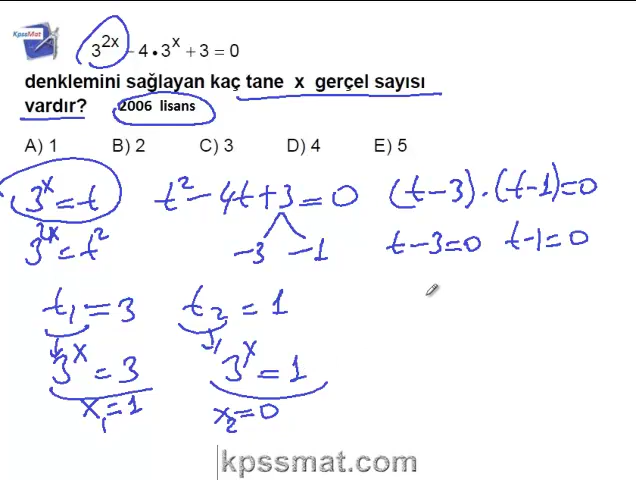 KpssMat
3^2x - 4 • 3^x + 3 = 0
denklemini sağlayan kaç tane x gerçel sayısı
vardır? 2006 lisans
A) 1 B) 2 C) 3 D) 4 E) 5
3^x = t t² - 4t + 3 = 0 (t-3).(t-1)=0
3^2x = t² -3 -1 t-3=0 t-1=0
t₁ = 3 t₂ = 1
3^x = 3 3^x = 1
x₁ = 1 x₂ = 0
kpssmat.com